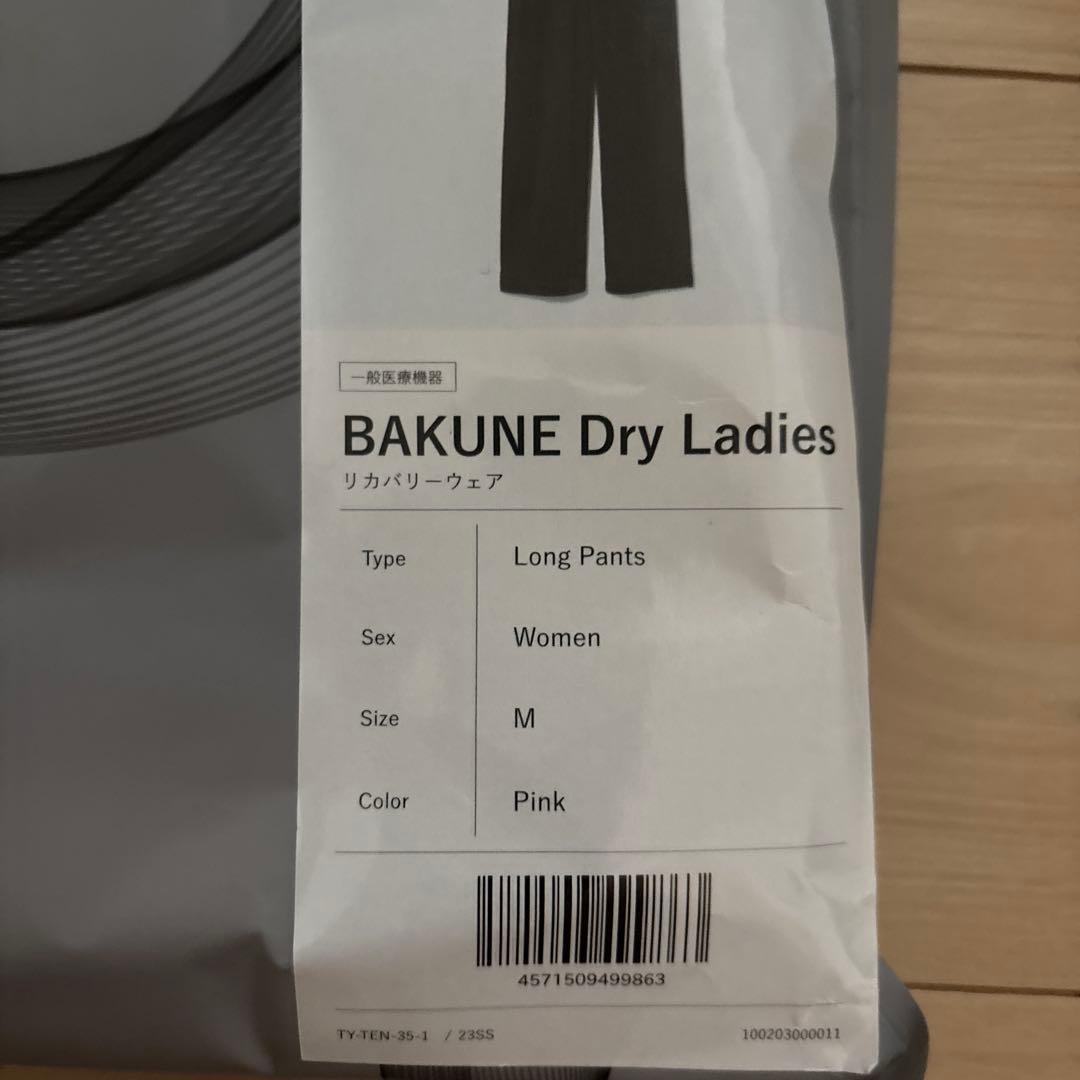 一般医療機器
BAKUNE Dry Ladies
リカバリーウェア
Type Long Pants
Sex Women
Size M
Color Pink
4571509499863
TY-TEN-35-1 / 23SS 100203000011